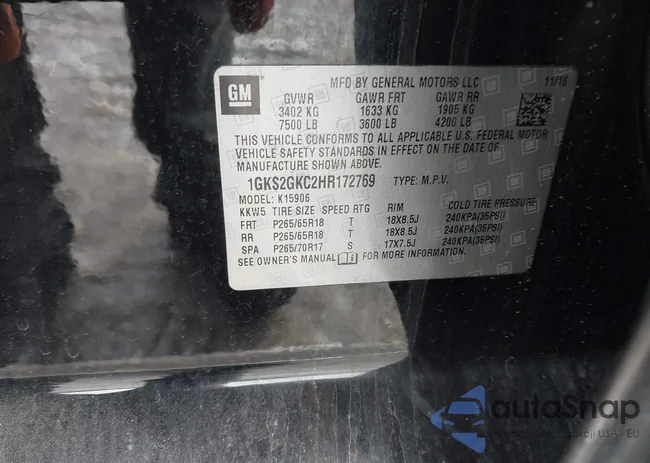 GM
MFD BY GENERAL MOTORS LLC 11/16
GVWR GAWR FRT GAWR RR
3402 KG 1633 KG 1905 KG
7500 LB 3600 LB 4200 LB
THIS VEHICLE CONFORMS TO ALL APPLICABLE U.S. FEDERAL MOTOR
VEHICLE SAFETY STANDARDS IN EFFECT ON THE DATE OF
MANUFACTURE SHOWN ABOVE.
1GKS2GKC2HR172769 TYPE: M.P.V.
MODEL: K15906
KKW5 TIRE SIZE SPEED RTG RIM COLD TIRE PRESSURE
FRT P265/65R18 T 18X8.5J 240KPA(35PSI)
RR P265/65R18 T 18X8.5J 240KPA(35PSI)
SPA P265/70R17 S 17X7.5J 240KPA(35PSI)
SEE OWNER'S MANUAL FOR MORE INFORMATION.
autoSnap
USA i EU